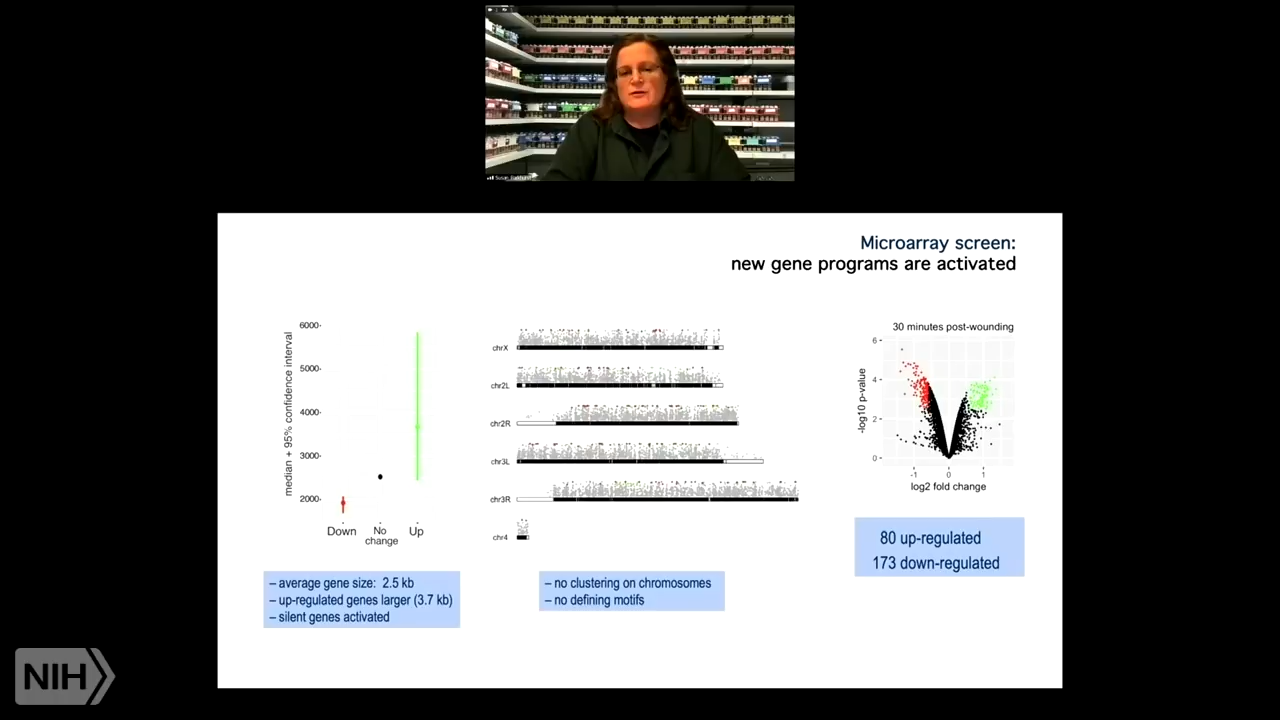 Microarray screen:
new gene programs are activated
median + 95% confidence interval
6000
5000
4000
3000
2000
Down
No
change
Up
– average gene size: 2.5 kb
– up-regulated genes larger (3.7 kb)
– silent genes activated
chrX
chr2L
chr2R
chr3L
chr3R
chr4
– no clustering on chromosomes
– no defining motifs
30 minutes post-wounding
-log10 p-value
6
4
2
0
-1
0
1
log2 fold change
80 up-regulated
173 down-regulated
NIH